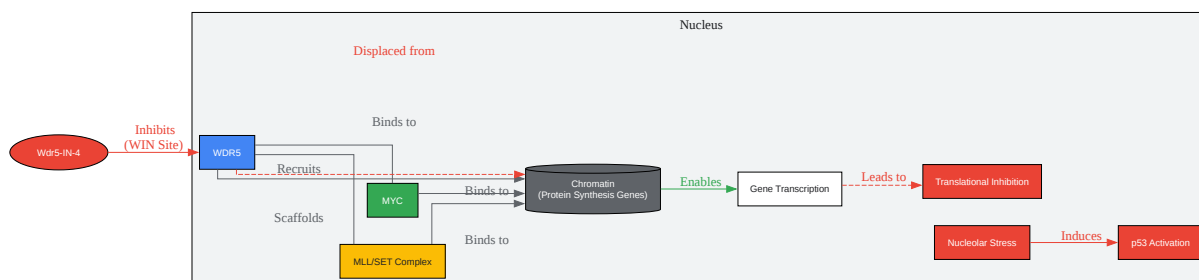 Nucleus
Displaced from
Binds to
Inhibits
(WIN Site)
Wdr5-IN-4
WDR5
Recruits
Chromatin
(Protein Synthesis Genes)
Enables
Gene Transcription
Leads to
Translational Inhibition
MYC
Binds to
Scaffolds
Binds to
MLL/SET Complex
Nucleolar Stress
Induces
p53 Activation